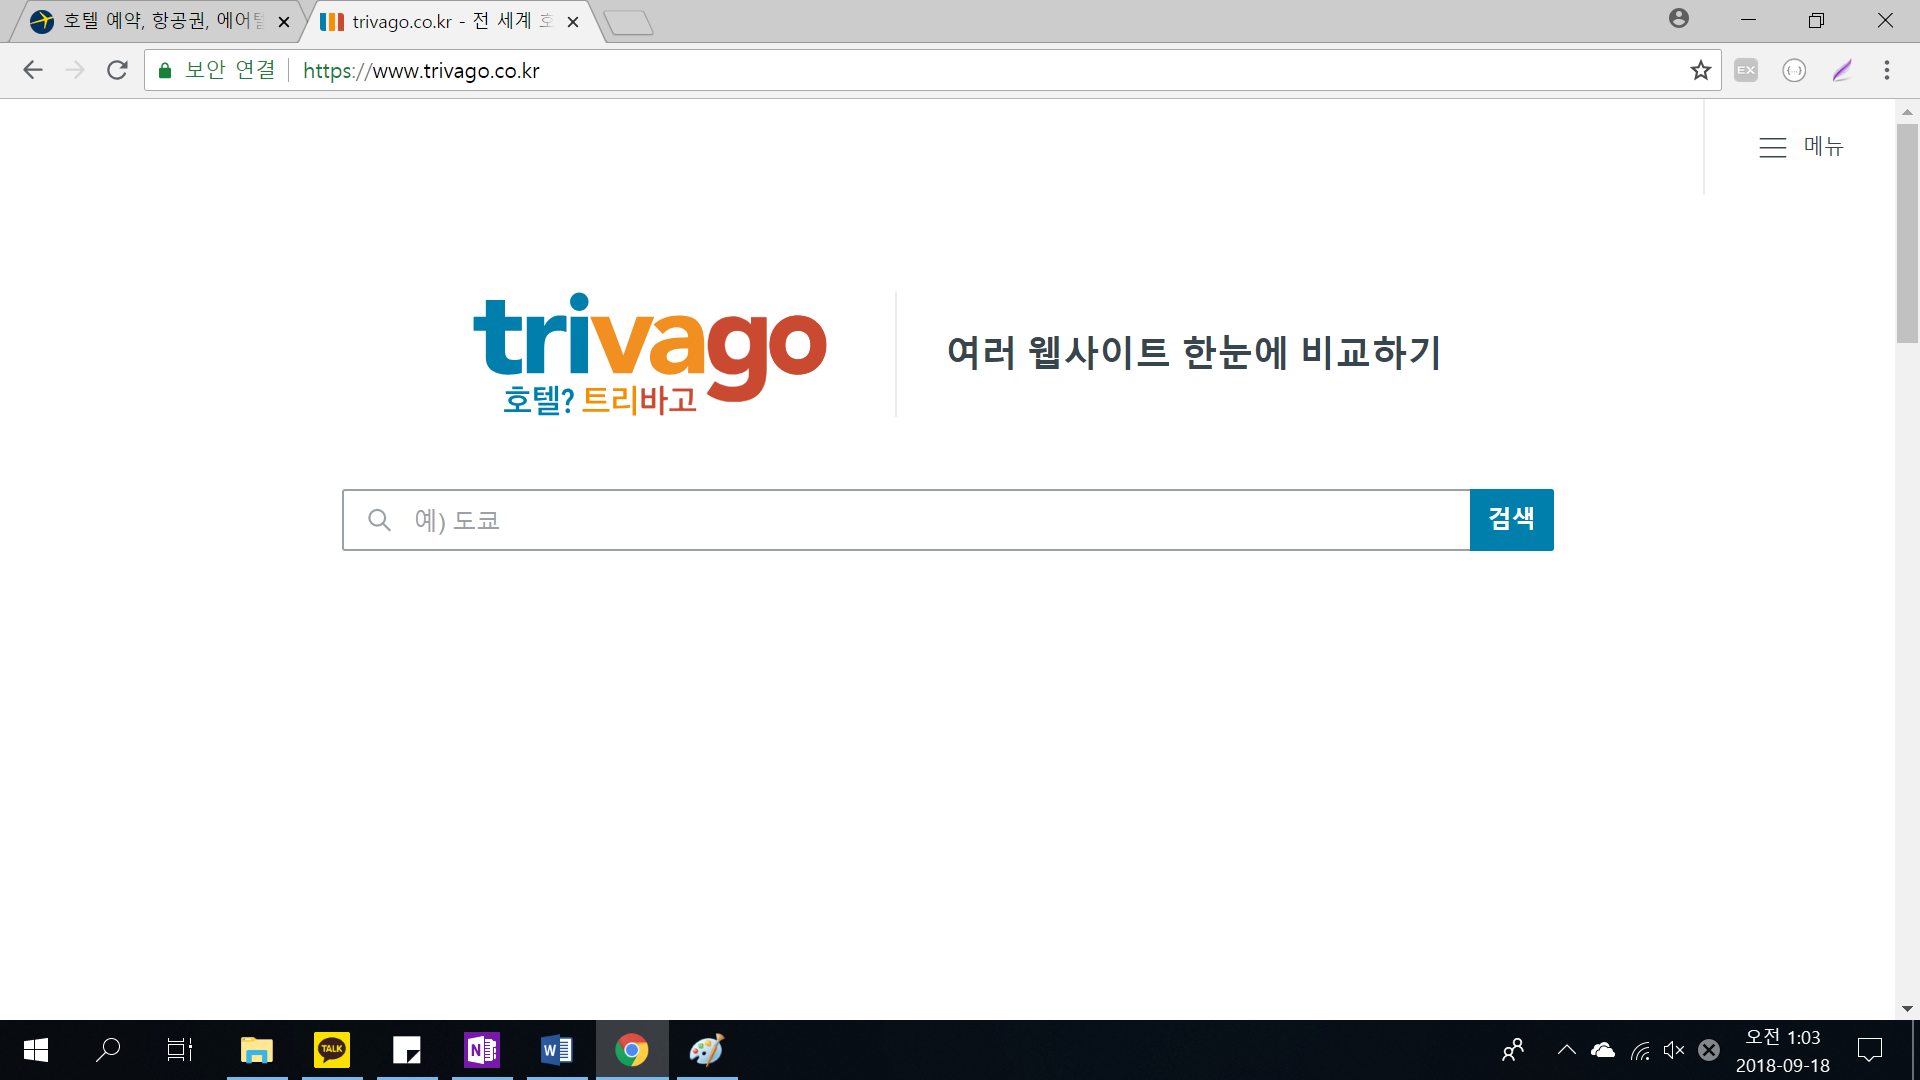 호텔 예약, 항공권, 에어텔
trivago.co.kr - 전 세계 호
보안 연결
https://www.trivago.co.kr
EX
메뉴
trivago
호텔? 트리바고
여러 웹사이트 한눈에 비교하기
예) 도쿄
검색
TALK
N
W
오전 1:03
2018-09-18